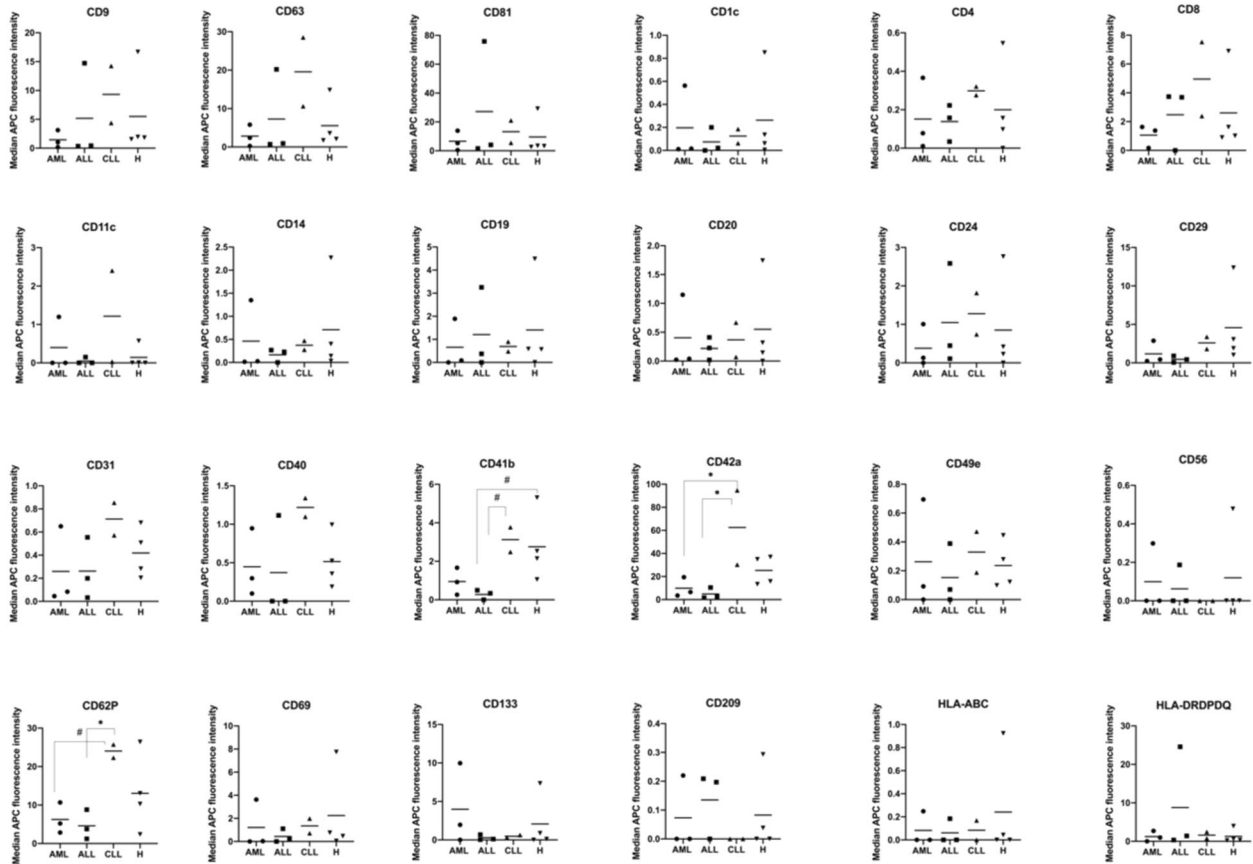 CD9 CD63 CD81 CD1c CD4 CD8
Median APC fluorescence intensity Median APC fluorescence intensity Median APC fluorescence intensity Median APC fluorescence intensity Median APC fluorescence intensity Median APC fluorescence intensity
20 30 80 1.0 0.6 8
15 20 60 0.8 0.4 6
10 10 40 0.6 0.2 4
5 0 20 0.4 0.0 2
0 0 0.2 0
0.0
AML ALL CLL H AML ALL CLL H AML ALL CLL H AML ALL CLL H AML ALL CLL H AML ALL CLL H
CD11c CD14 CD19 CD20 CD24 CD29
Median APC fluorescence intensity Median APC fluorescence intensity Median APC fluorescence intensity Median APC fluorescence intensity Median APC fluorescence intensity Median APC fluorescence intensity
3 2.5 5 2.0 3 15
2 2.0 4 1.5 2 10
1 1.5 3 1.0 1 5
0 1.0 2 0.5 0 0
0.5 1 0.0
0.0 0
AML ALL CLL H AML ALL CLL H AML ALL CLL H AML ALL CLL H AML ALL CLL H AML ALL CLL H
CD31 CD40 CD41b CD42a CD49e CD56
Median APC fluorescence intensity Median APC fluorescence intensity Median APC fluorescence intensity Median APC fluorescence intensity Median APC fluorescence intensity Median APC fluorescence intensity
# # * *
1.0 1.5 6 100 0.8 0.6
0.8 1.0 4 80 0.6 0.4
0.6 0.5 2 60 0.4 0.2
0.4 0.0 0 40 0.2 0.0
0.2 20 0.0
0.0 0
AML ALL CLL H AML ALL CLL H AML ALL CLL H AML ALL CLL H AML ALL CLL H AML ALL CLL H
CD62P CD69 CD133 CD209 HLA-ABC HLA-DRDPDQ
Median APC fluorescence intensity Median APC fluorescence intensity Median APC fluorescence intensity Median APC fluorescence intensity Median APC fluorescence intensity Median APC fluorescence intensity
# *
30 10 15 0.4 1.0 30
20 8 10 0.3 0.8 20
10 6 5 0.2 0.6 10
0 4 0 0.1 0.4 0
2 0.0 0.2
0 0.0
AML ALL CLL H AML ALL CLL H AML ALL CLL H AML ALL CLL H AML ALL CLL H AML ALL CLL H